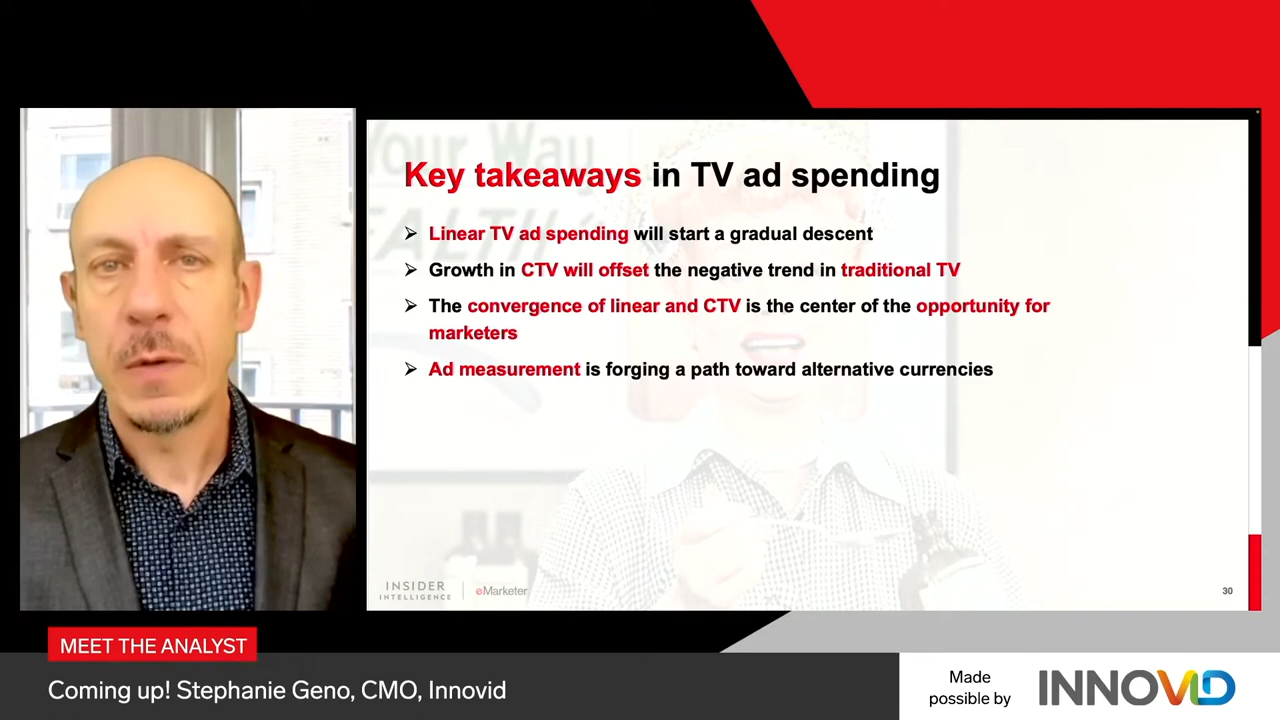 Your Way
Key takeaways in TV ad spending
➢ Linear TV ad spending will start a gradual descent
➢ Growth in CTV will offset the negative trend in traditional TV
➢ The convergence of linear and CTV is the center of the opportunity for
marketers
➢ Ad measurement is forging a path toward alternative currencies
INSIDER
INTELLIGENCE
eMarketer
30
MEET THE ANALYST
Coming up! Stephanie Geno, CMO, Innovid
Made
possible by
INNOVID